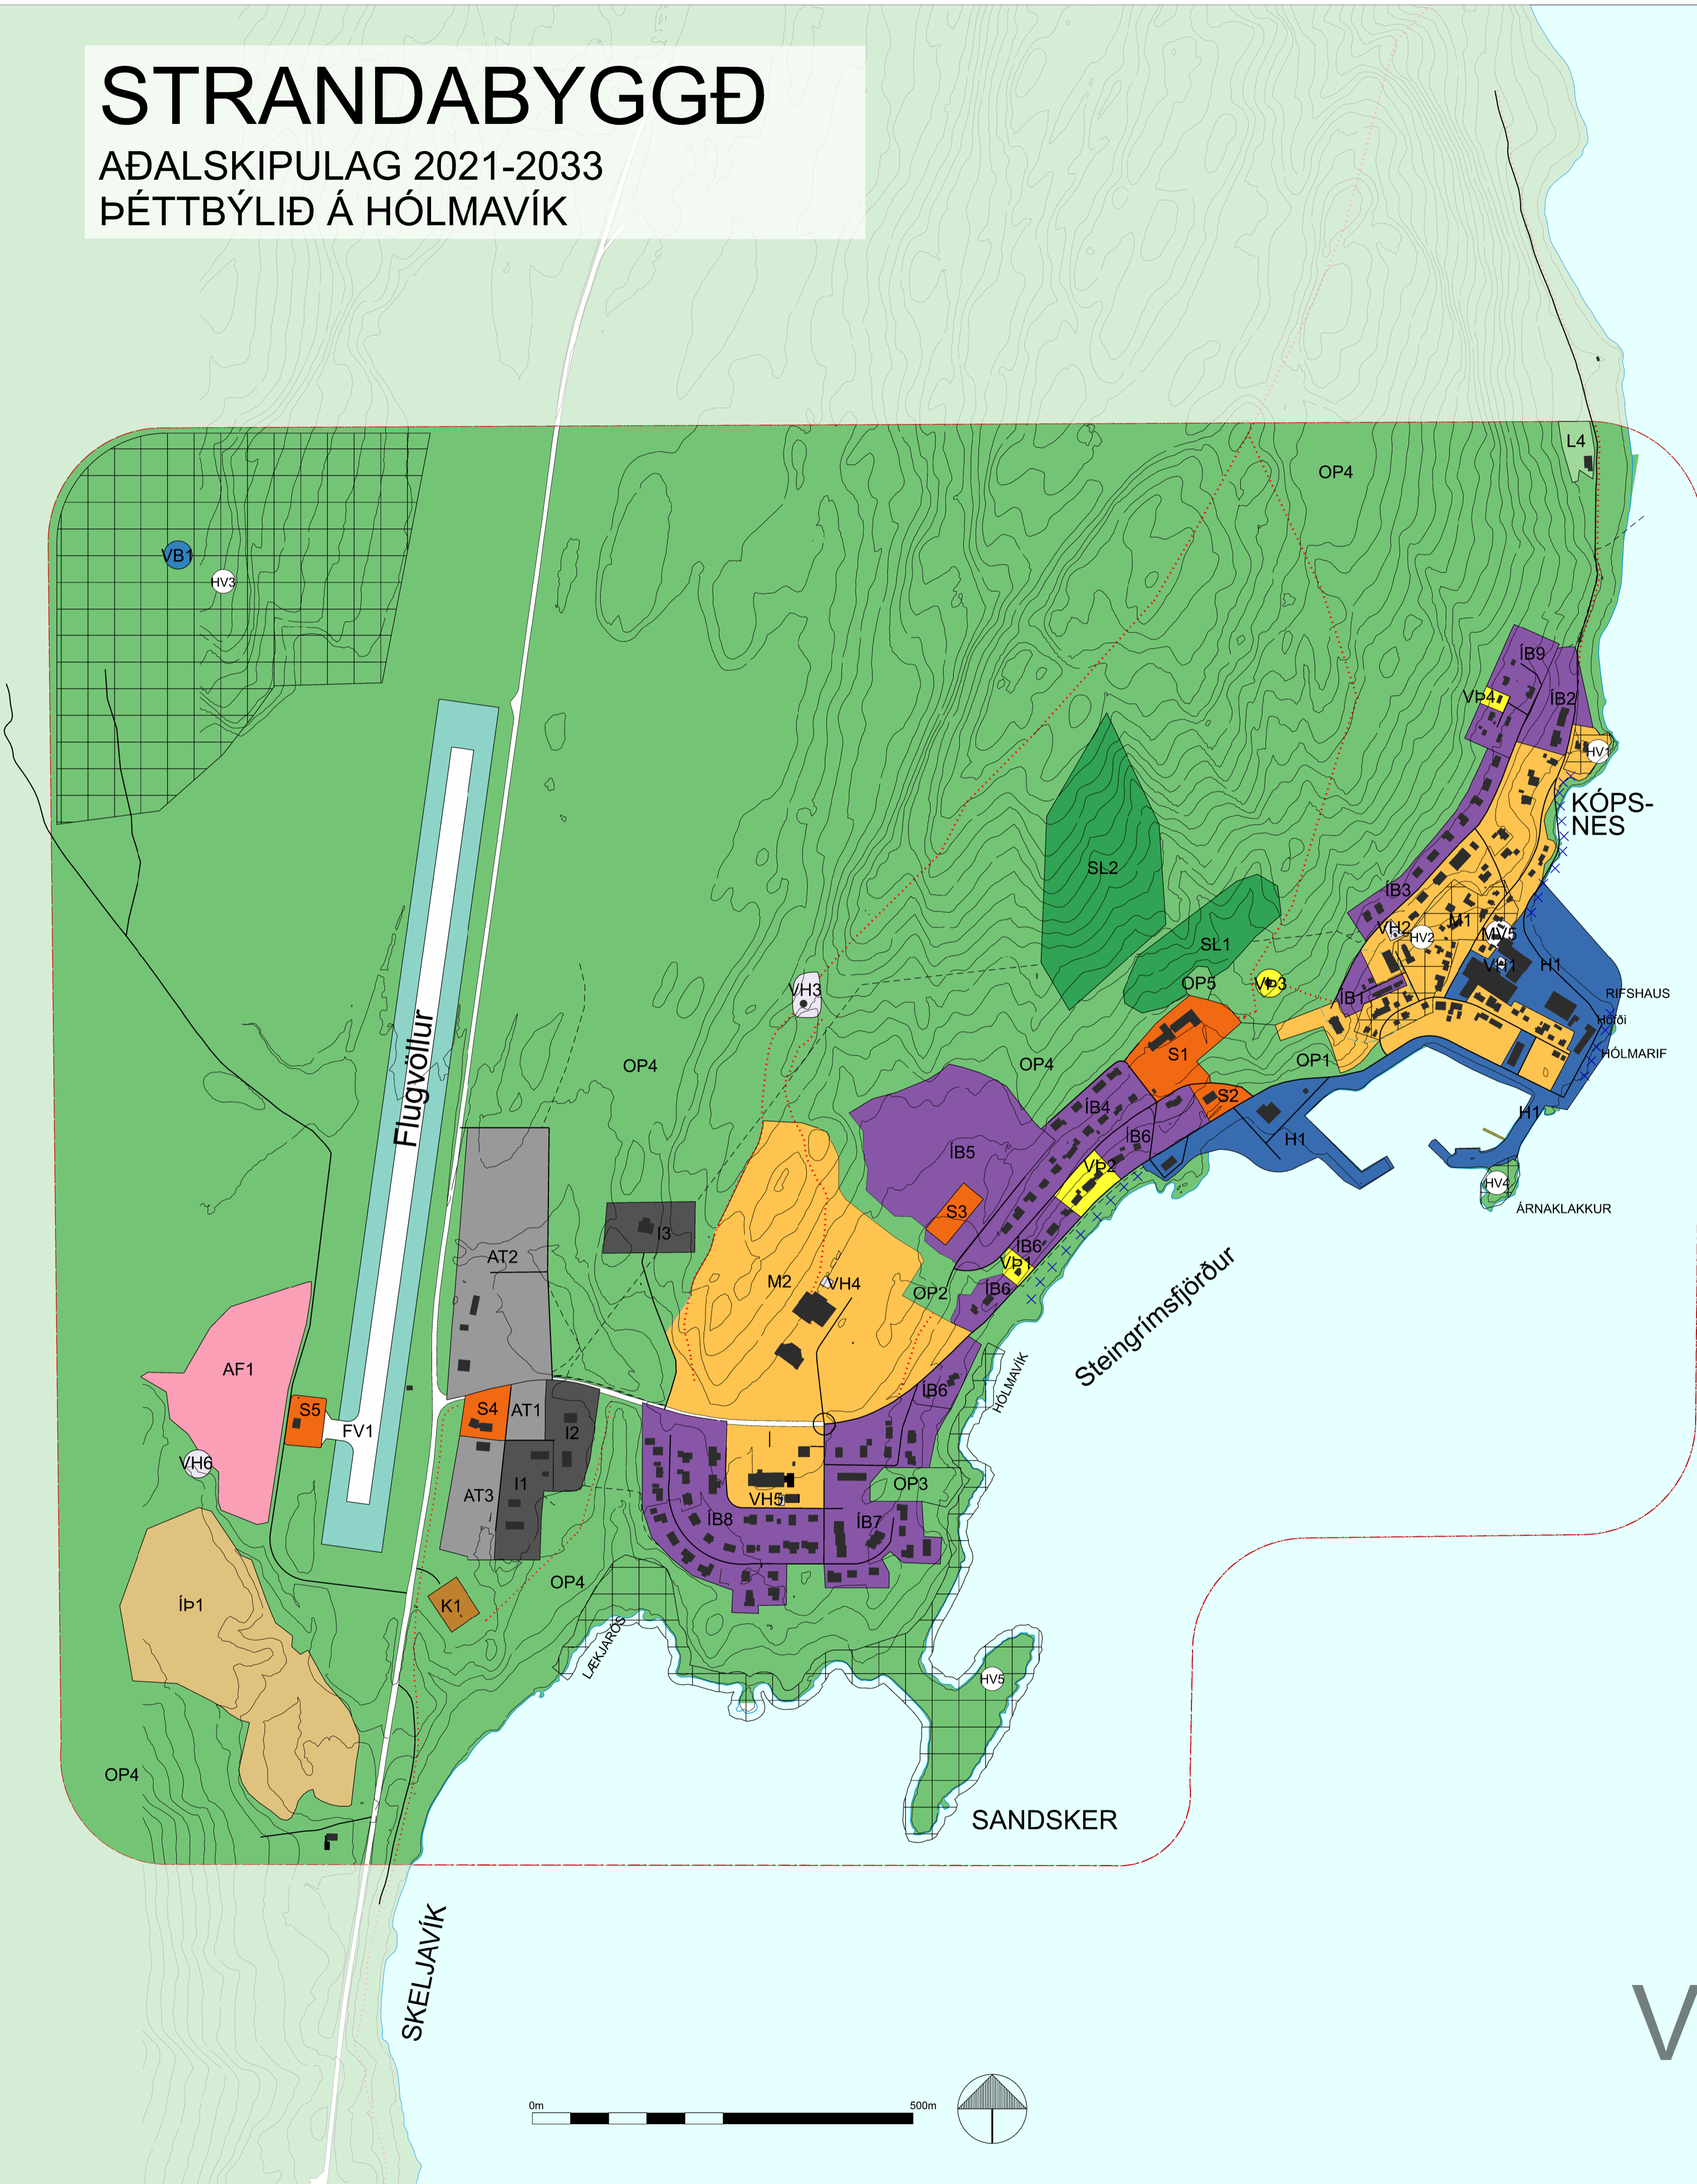 STRANDABYGGÐ
AÐALSKIPULAG 2021-2033
ÞÉTTBÝLIÐ Á HÓLMAVÍK
L4
OP4
VB1
HV3
ÍB9
VÞ4
ÍB2
HV1
KÓPS-
NES
SL2
ÍB3
M1
VH2
HV2
MV5
SL1
VH1
H1
OP5
VÞ3
VH3
ÍB1
RIFSHAUS
Höfði
Flugvöllur
OP4
OP4
S1
OP1
HÓLMARIF
S2
ÍB4
H1
ÍB6
H1
ÍB5
VÞ2
HV4
S3
ÁRNAKLAKKUR
I3
AT2
ÍB6
VÞ1
M2
VH4
OP2
ÍB6
Steingrímsfjörður
AF1
HÓLMAVÍK
ÍB6
S5
S4
AT1
FV1
I2
I
VH6
I1
OP3
AT3
VH5
ÍB8
ÍB7
OP4
ÍÞ1
K1
LÆKJARÓS
HV5
OP4
SANDSKER
SKELJAVÍK
V
0m
500m